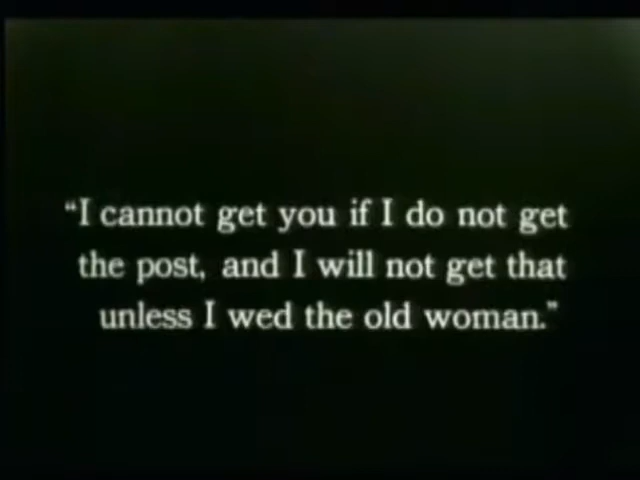 “I cannot get you if I do not get
the post, and I will not get that
unless I wed the old woman.”